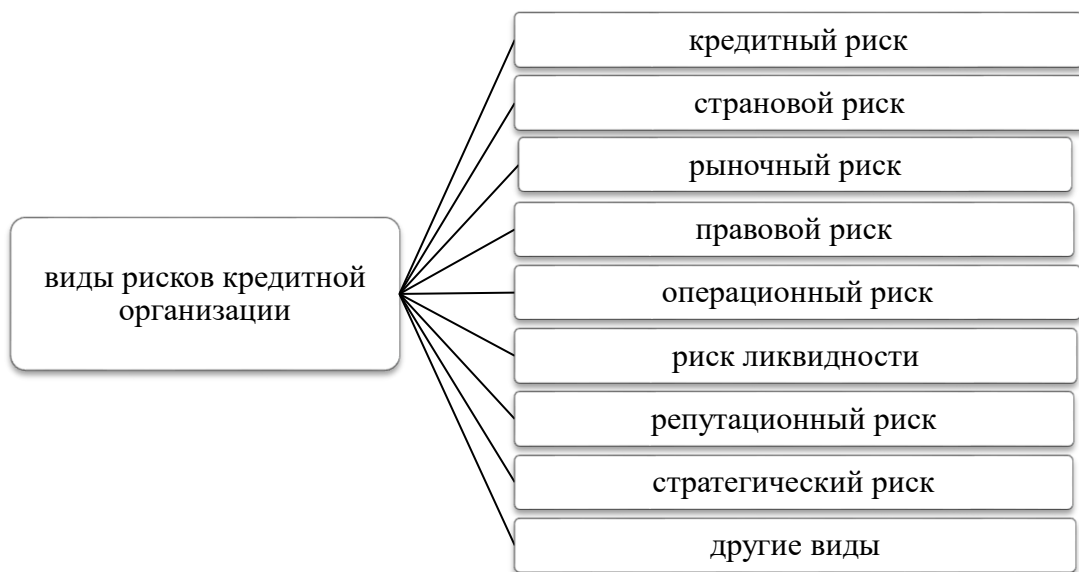 кредитный риск
страновой риск
рыночный риск
правовой риск
виды рисков кредитной
организации
операционный риск
риск ликвидности
репутационный риск
стратегический риск
другие виды